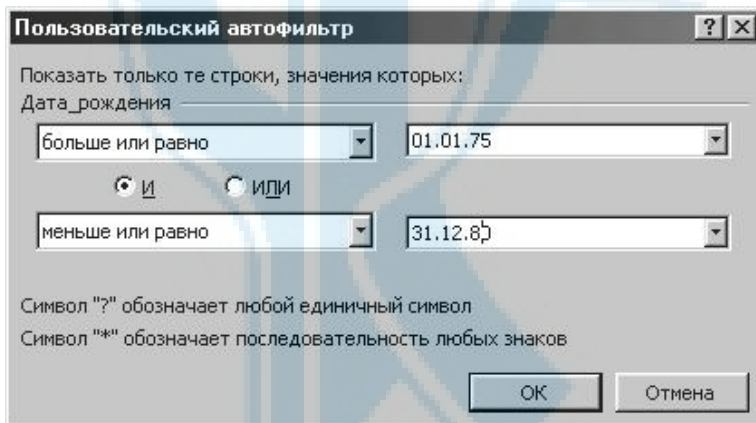 Пользовательский автофильтр
Показать только те строки, значения которых:
Дата_рождения
больше или равно 01.01.75
И ИЛИ
меньше или равно 31.12.80
Символ "?" обозначает любой единичный символ
Символ "*" обозначает последовательность любых знаков
ОК Отмена